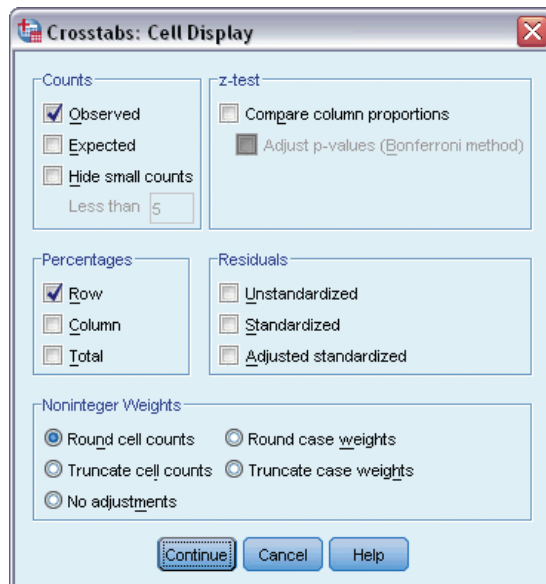 Crosstabs: Cell Display
Counts
Observed
Expected
Hide small counts
Less than 5
z-test
Compare column proportions
Adjust p-values (Bonferroni method)
Percentages
Row
Column
Total
Residuals
Unstandardized
Standardized
Adjusted standardized
Noninteger Weights
Round cell counts
Round case weights
Truncate cell counts
Truncate case weights
No adjustments
Continue
Cancel
Help